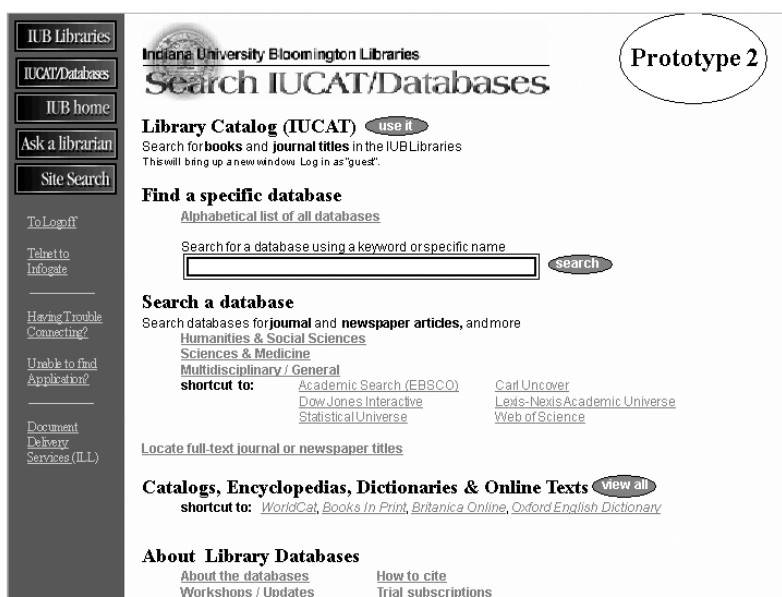 IUB Libraries
IUCAT/Databases
IUB home
Ask a librarian
Site Search
To Logoff
Telnet to
Infogate
Having Trouble
Connecting?
Unable to find
Application?
Document
Delivery
Services (ILL)
Indiana University Bloomington Libraries
Search IUCAT/Databases
Prototype 2
Library Catalog (IUCAT) use it
Search for books and journal titles in the IUB Libraries
This will bring up a new window. Log in as "guest".
Find a specific database
Alphabetical list of all databases
Search for a database using a keyword or specific name
search
Search a database
Search databases for journal and newspaper articles, and more
Humanities & Social Sciences
Sciences & Medicine
Multidisciplinary / General
shortcut to: Academic Search (EBSCO) Carl Uncover
Dow Jones Interactive Lexis-Nexis Academic Universe
Statistical Universe Web of Science
Locate full-text journal or newspaper titles
Catalogs, Encyclopedias, Dictionaries & Online Texts view all
shortcut to: WorldCat, Books In Print, Britanica Online, Oxford English Dictionary
About Library Databases
About the databases How to cite
Workshops / Updates Trial subscriptions